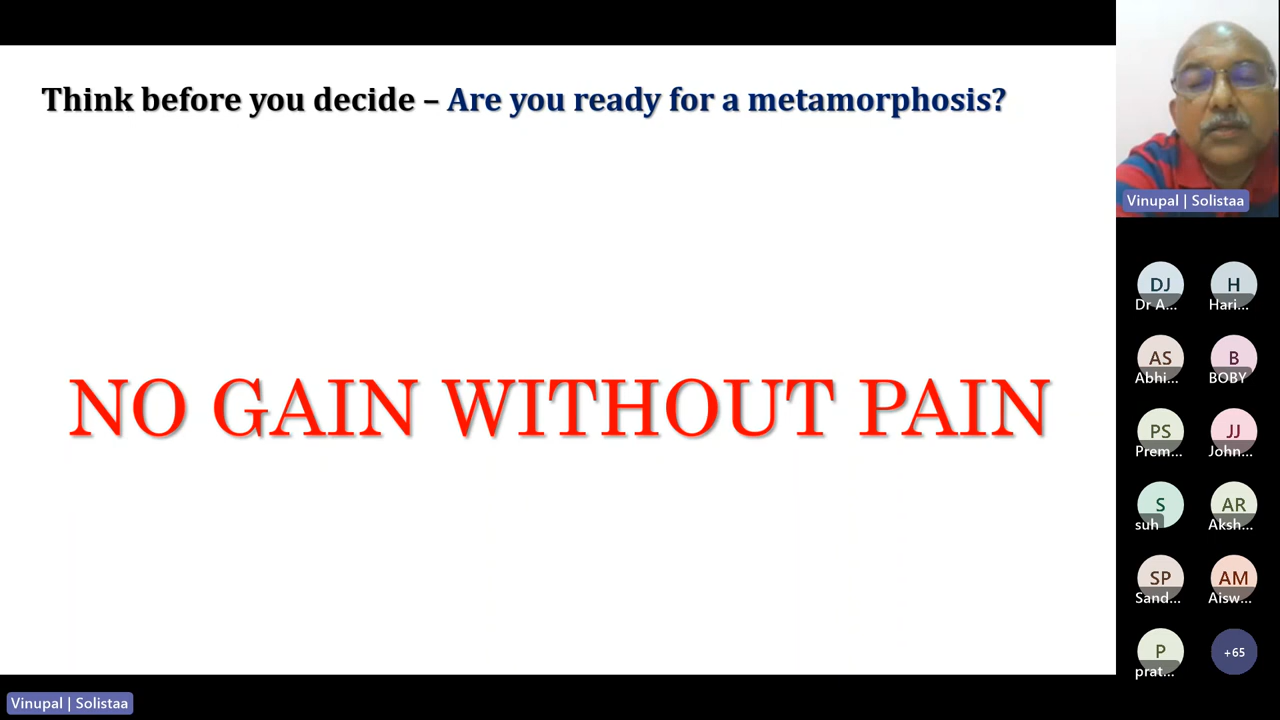 Think before you decide – Are you ready for a metamorphosis?
NO GAIN WITHOUT PAIN
Vinupal | Solistaa
DJ
Dr A...
H
Hari...
AS
Abhi...
B
BOBY
PS
Prem...
JJ
John...
S
suh
AR
Aksh...
SP
Sand...
AM
Aisw...
P
prat...
+65
Vinupal | Solistaa